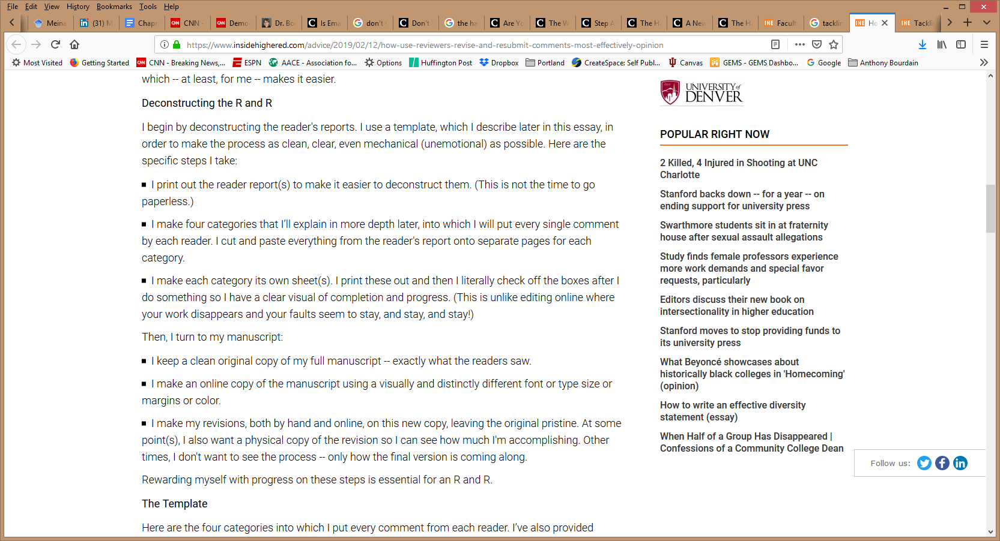 File Edit View History Bookmarks Tools Help
Meina
(31) M
Chapn
CNN -
Demo
Dr. Bo
Is Ema
don't
Don't
the ha
Are Yo
The W
Step A
The H
A New
The H
IHE Facult
tacklin
IHE Ho
IHE Tacklin
https://www.insidehighered.com/advice/2019/02/12/how-use-reviewers-revise-and-resubmit-comments-most-effectively-opinion
Most Visited Getting Started CNN - Breaking News,... ESPN AACE - Association fo... Options Huffington Post Dropbox Portland CreateSpace: Self Publ... Canvas GEMS - GEMS Dashbo... Google Anthony Bourdain
which -- at least, for me -- makes it easier.
Deconstructing the R and R
I begin by deconstructing the reader's reports. I use a template, which I describe later in this essay, in
order to make the process as clean, clear, even mechanical (unemotional) as possible. Here are the
specific steps I take:
■ I print out the reader report(s) to make it easier to deconstruct them. (This is not the time to go
paperless.)
■ I make four categories that I’ll explain in more depth later, into which I will put every single comment
by each reader. I cut and paste everything from the reader's report onto separate pages for each
category.
■ I make each category its own sheet(s). I print these out and then I literally check off the boxes after I
do something so I have a clear visual of completion and progress. (This is unlike editing online where
your work disappears and your faults seem to stay, and stay, and stay!)
Then, I turn to my manuscript:
■ I keep a clean original copy of my full manuscript -- exactly what the readers saw.
■ I make an online copy of the manuscript using a visually and distinctly different font or type size or
margins or color.
■ I make my revisions, both by hand and online, on this new copy, leaving the original pristine. At some
point(s), I also want a physical copy of the revision so I can see how much I'm accomplishing. Other
times, I don't want to see the process -- only how the final version is coming along.
Rewarding myself with progress on these steps is essential for an R and R.
The Template
Here are the four categories into which I put every comment from each reader. I’ve also provided
UNIVERSITY of
DENVER
POPULAR RIGHT NOW
2 Killed, 4 Injured in Shooting at UNC
Charlotte
Stanford backs down -- for a year -- on
ending support for university press
Swarthmore students sit in at fraternity
house after sexual assault allegations
Study finds female professors experience
more work demands and special favor
requests, particularly
Editors discuss their new book on
intersectionality in higher education
Stanford moves to stop providing funds to
its university press
What Beyoncé showcases about
historically black colleges in 'Homecoming'
(opinion)
How to write an effective diversity
statement (essay)
When Half of a Group Has Disappeared |
Confessions of a Community College Dean
Follow us: